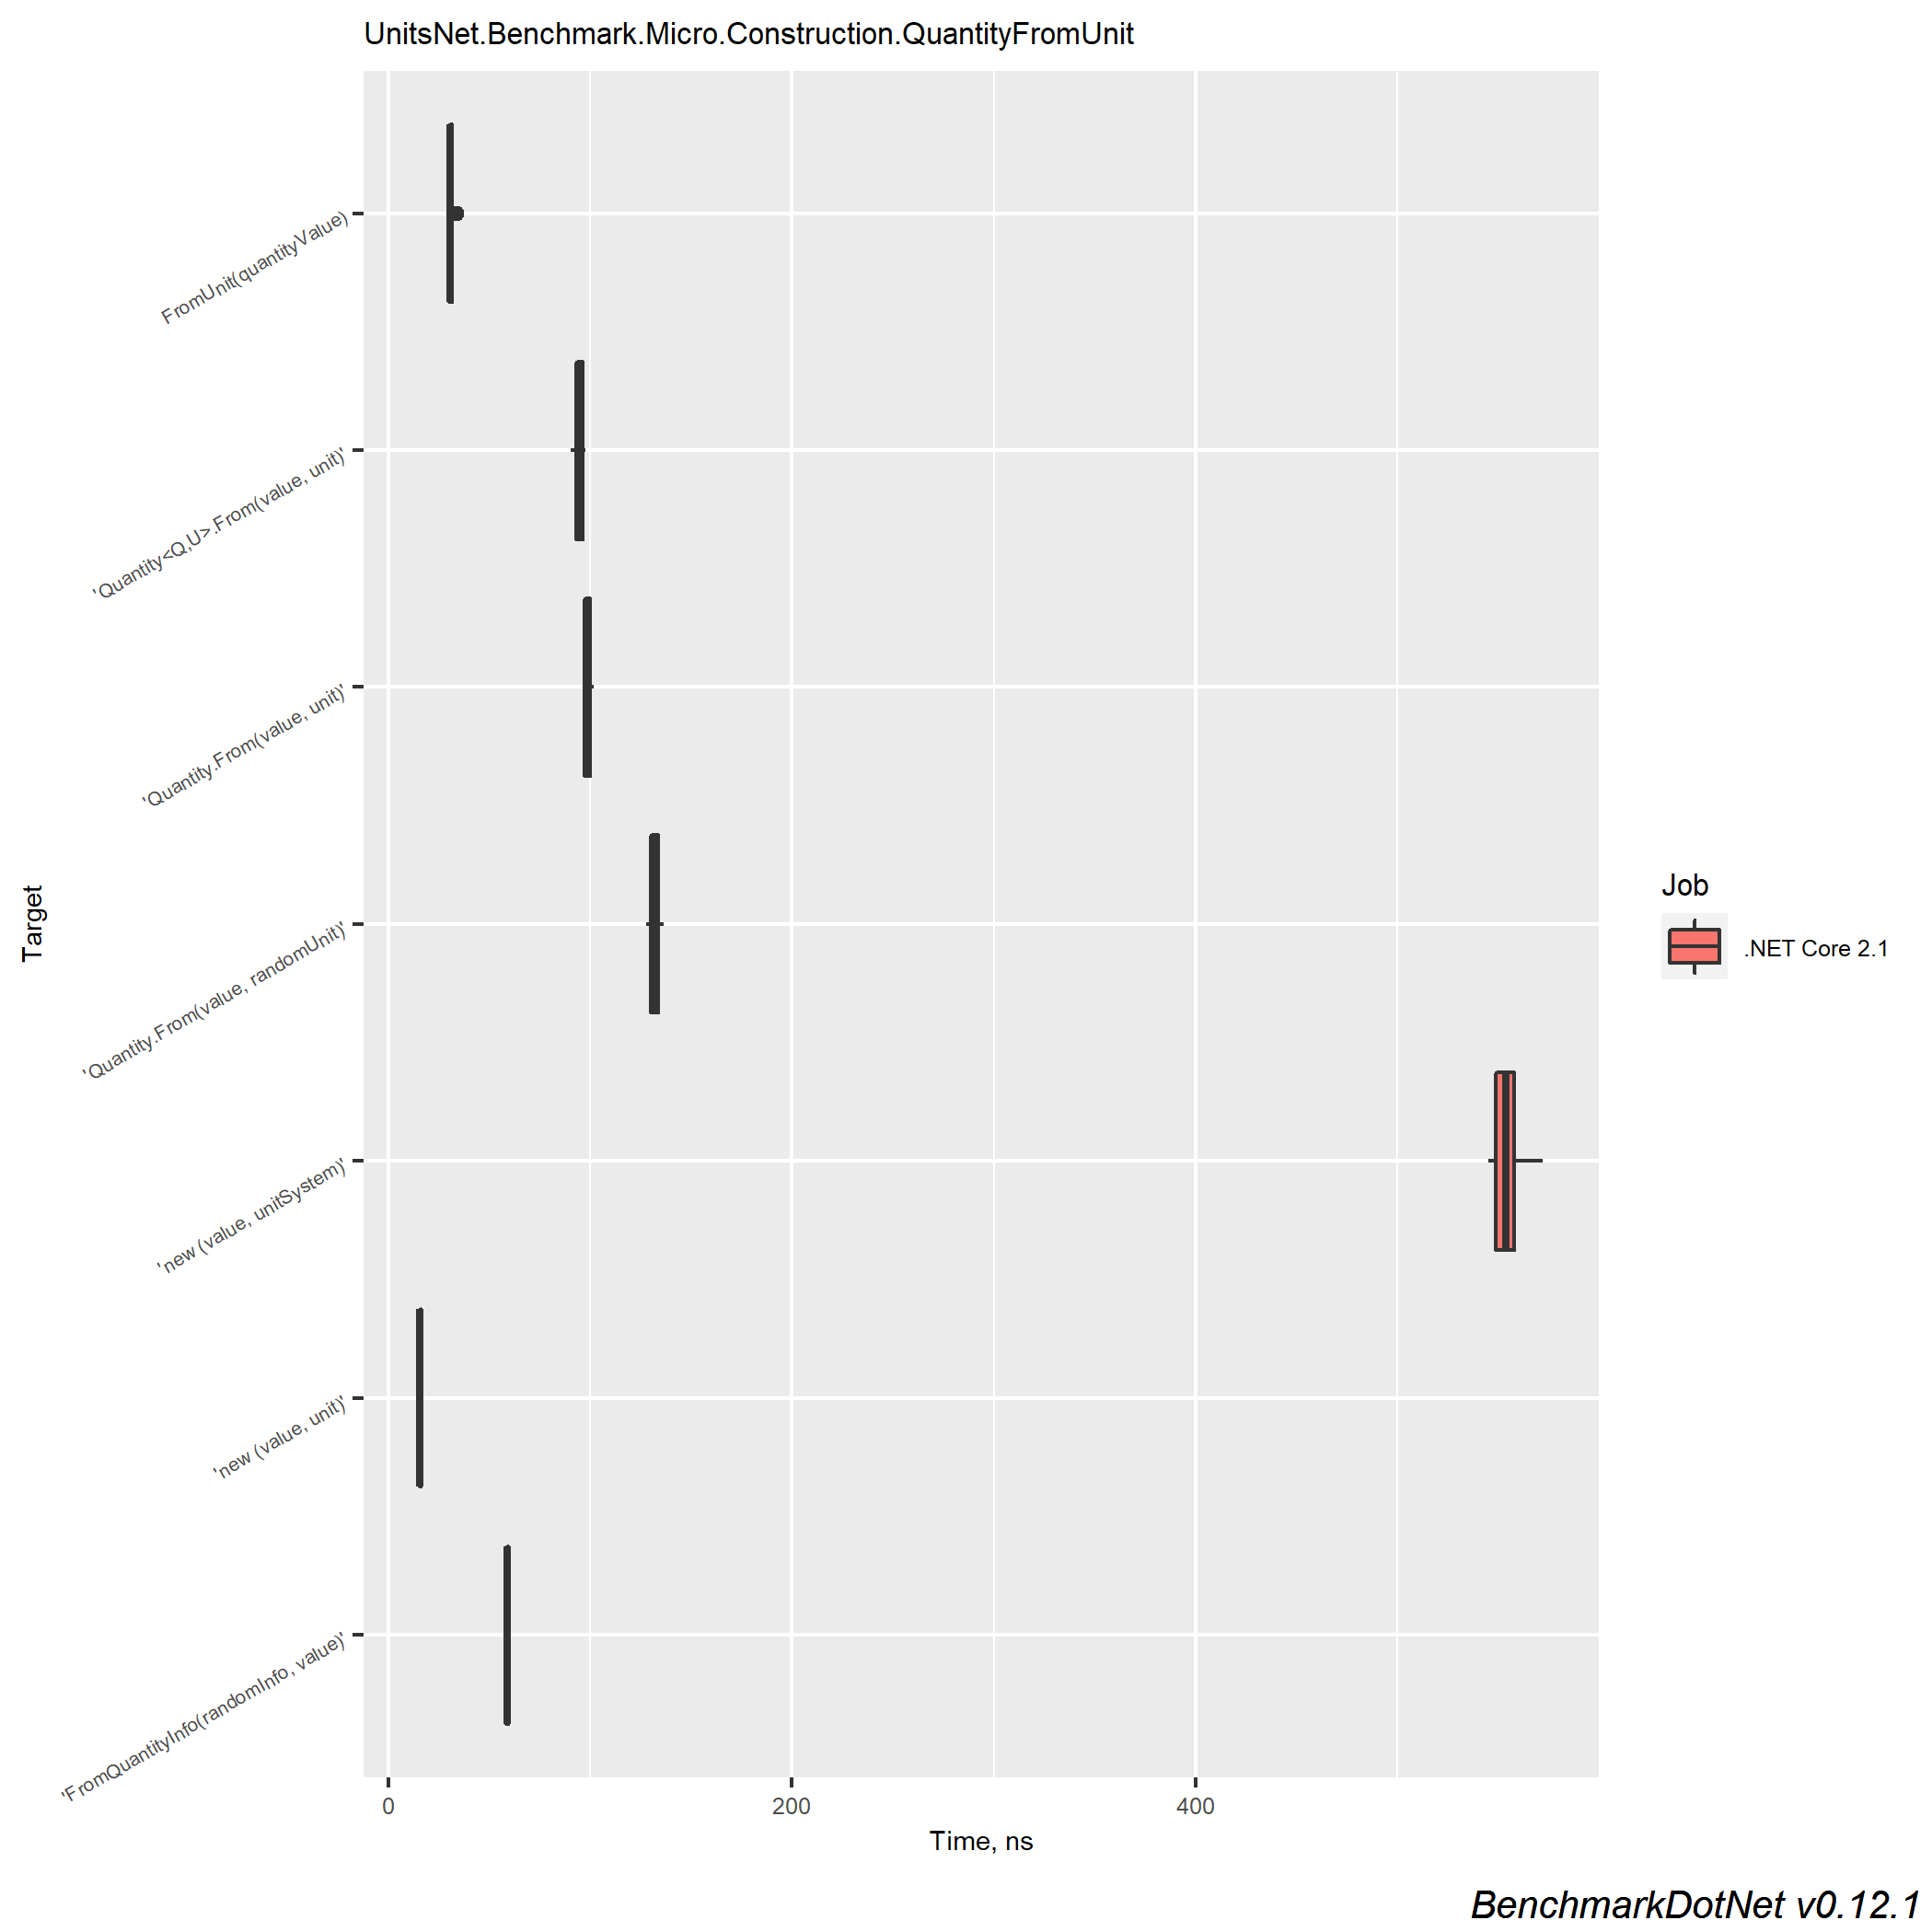 UnitsNet.Benchmark.Micro.Construction.QuantityFromUnit
FromUnit(quantityValue)
'Quantity<Q,U>.From(value, unit)'
'Quantity.From(value, unit)'
'Quantity.From(value, randomUnit)'
'new (value, unitSystem)'
'new (value, unit)'
'FromQuantityInfo(randomInfo, value)'
Target
0
200
400
Time, ns
Job
.NET Core 2.1
BenchmarkDotNet v0.12.1